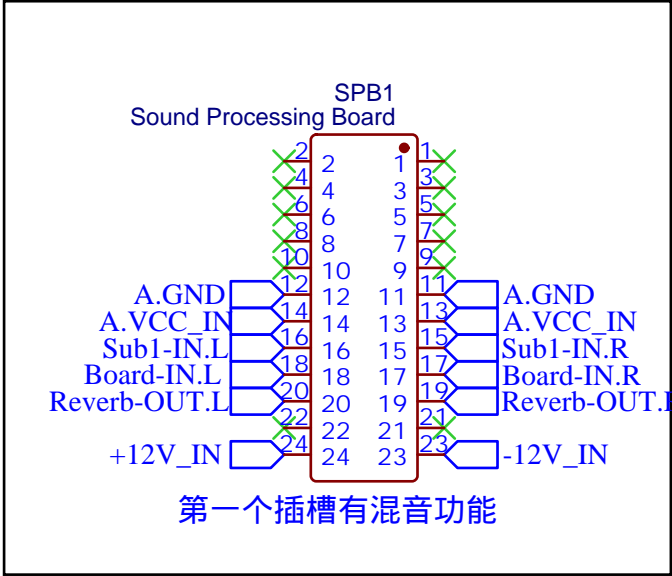 SPB1
Sound Processing Board
2 2 1 1
4 4 3 3
6 6 5 5
8 8 7 7
10 10 9 9
A.GND 12 12 11 11 A.GND
A.VCC_IN 14 14 13 13 A.VCC_IN
Sub1-IN.L 16 16 15 15 Sub1-IN.R
Board-IN.L 18 18 17 17 Board-IN.R
Reverb-OUT.L 20 20 19 19 Reverb-OUT.
22 22 21 21
+12V_IN 24 24 23 23 -12V_IN
第一个插槽有混音功能